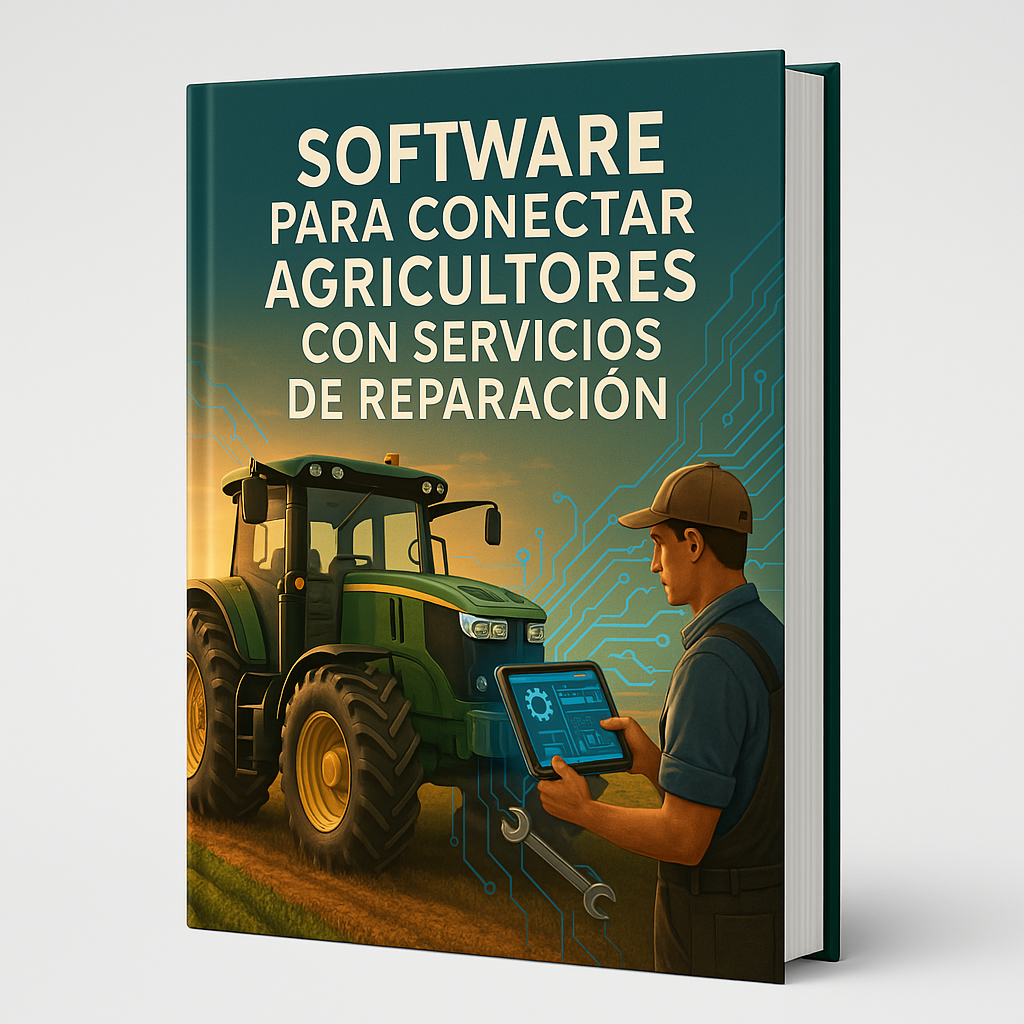 SOFTWARE
PARA CONECTAR
AGRICULTORES
CON SERVICIOS
DE REPARACIÓN